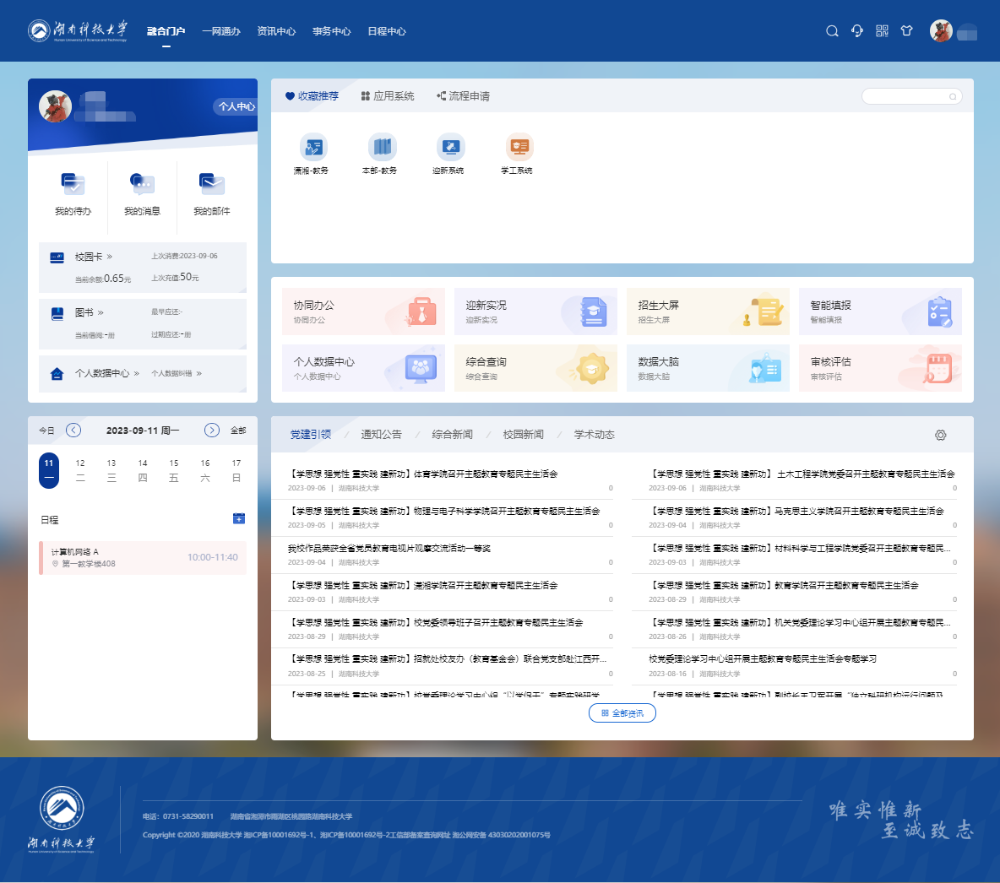 湖南科技大学 融合门户 一网通办 资讯中心 事务中心 日程中心
Hunan University of Science and Technology
个人中心
我的待办 我的消息 我的邮件
校园卡 » 上次消费:2023-09-06
当前余额:0.65元 上次充值:50元
图书 » 最早应还:-
当前借阅:-册 过期应还:-册
个人数据中心 » 个人数据纠错 »
收藏推荐 应用系统 流程申请
潇湘-教务 本部-教务 迎新系统 学工系统
协同办公 迎新实况 招生大屏 智能填报
协同办公 迎新实况 招生大屏 智能填报
个人数据中心 综合查询 数据大脑 审核评估
个人数据中心 综合查询 数据大脑 审核评估
今日 2023-09-11 周一 全部
11 12 13 14 15 16 17
一 二 三 四 五 六 日
日程
计算机网络 A
第一教学楼408
10:00-11:40
党建引领 / 通知公告 / 综合新闻 / 校园新闻 / 学术动态
【学思想 强党性 重实践 建新功】体育学院召开主题教育专题民主生活会
2023-09-06 | 湖南科技大学 0
【学思想 强党性 重实践 建新功】 土木工程学院党委召开主题教育专题民主生活会
2023-09-06 | 湖南科技大学 0
【学思想 强党性 重实践 建新功】物理与电子科学学院召开主题教育专题民主生活会
2023-09-05 | 湖南科技大学 0
【学思想 强党性 重实践 建新功】马克思主义学院召开主题教育专题民主生活会
2023-09-04 | 湖南科技大学 0
我校作品荣获全省党员教育电视片观摩交流活动一等奖
2023-09-04 | 湖南科技大学 0
【学思想 强党性 重实践 建新功】材料科学与工程学院党委召开主题教育专题民...
2023-09-03 | 湖南科技大学 0
【学思想 强党性 重实践 建新功】潇湘学院召开主题教育专题民主生活会
2023-09-03 | 湖南科技大学 0
【学思想 强党性 重实践 建新功】教育学院召开主题教育专题民主生活会
2023-08-29 | 湖南科技大学 0
【学思想 强党性 重实践 建新功】校党委领导班子召开主题教育专题民主生活会
2023-08-29 | 湖南科技大学 0
【学思想 强党性 重实践 建新功】机关党委理论学习中心组开展主题教育专题民...
2023-08-26 | 湖南科技大学 0
【学思想 强党性 重实践 建新功】招就处校友办（教育基金会）联合党支部赴江西开...
2023-08-25 | 湖南科技大学 0
校党委理论学习中心组开展主题教育专题民主生活会专题学习
2023-08-16 | 湖南科技大学 0
【学思想 强党性 重实践 建新功】校党委理论学习中心组“以学促干”专题实践研学
【学思想 强党性 重实践 建新功】副校长王卫军开展“独立科研机构运行问题及
全部资讯
湖南科技大学
Hunan University of Science and Technology
电话：0731-58290011 湖南省湘潭市雨湖区桃园路湖南科技大学
Copyright ©2020 湖南科技大学 湘ICP备10001692号-1、湘ICP备10001692号-2工信部备案查询网址 湘公网安备 43030202001075号
唯实惟新
至诚致志